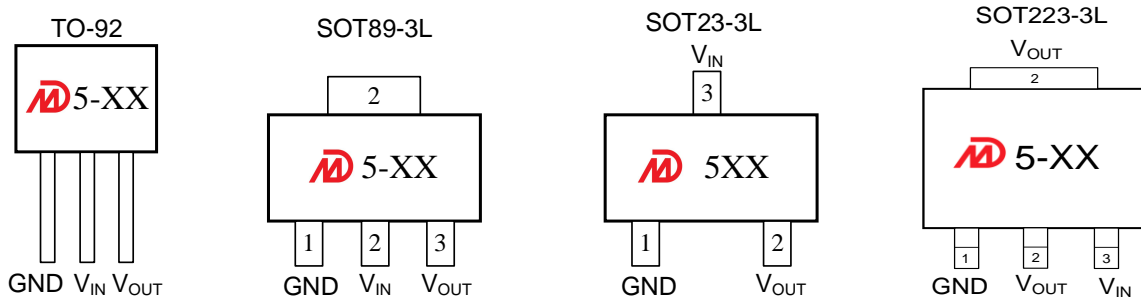 TO-92
5-XX
GND VIN VOUT
SOT89-3L
2
5-XX
1 2 3
GND VIN VOUT
SOT23-3L
VIN
3
5XX
1 2
GND VOUT
SOT223-3L
VOUT
2
5-XX
1 2 3
GND VOUT VIN